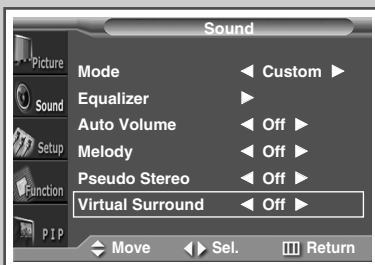 Sound
Picture
Sound
Setup
Function
PIP
Mode ◀ Custom ▶
Equalizer ▶
Auto Volume ◀ Off ▶
Melody ◀ Off ▶
Pseudo Stereo ◀ Off ▶
Virtual Surround ◀ Off ▶
Move Sel. Return